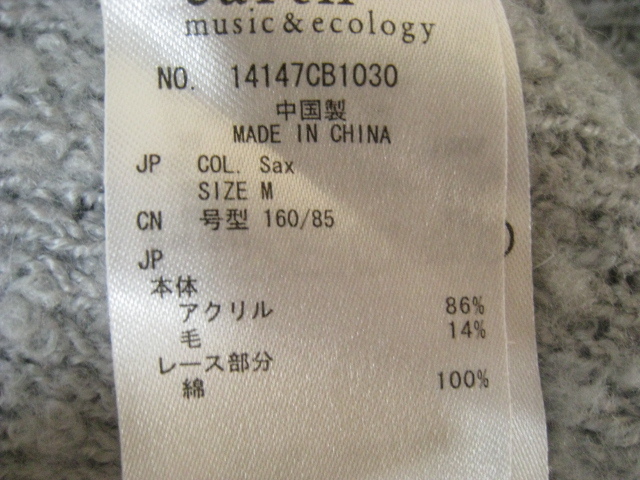 earth
music & ecology
NO. 14147CB1030
中国製
MADE IN CHINA
JP COL. Sax
SIZE M
CN 号型 160/85
JP
本体
アクリル 86%
毛 14%
レース部分
綿 100%